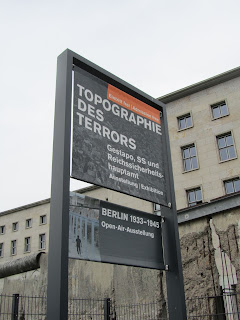 TOPOGRAPHIE
DES
TERRORS
Gestapo, SS und
Reichssicherheits-
hauptamt
Ausstellung | Exhibition
BERLIN 1933–1945
Open-Air-Ausstellung